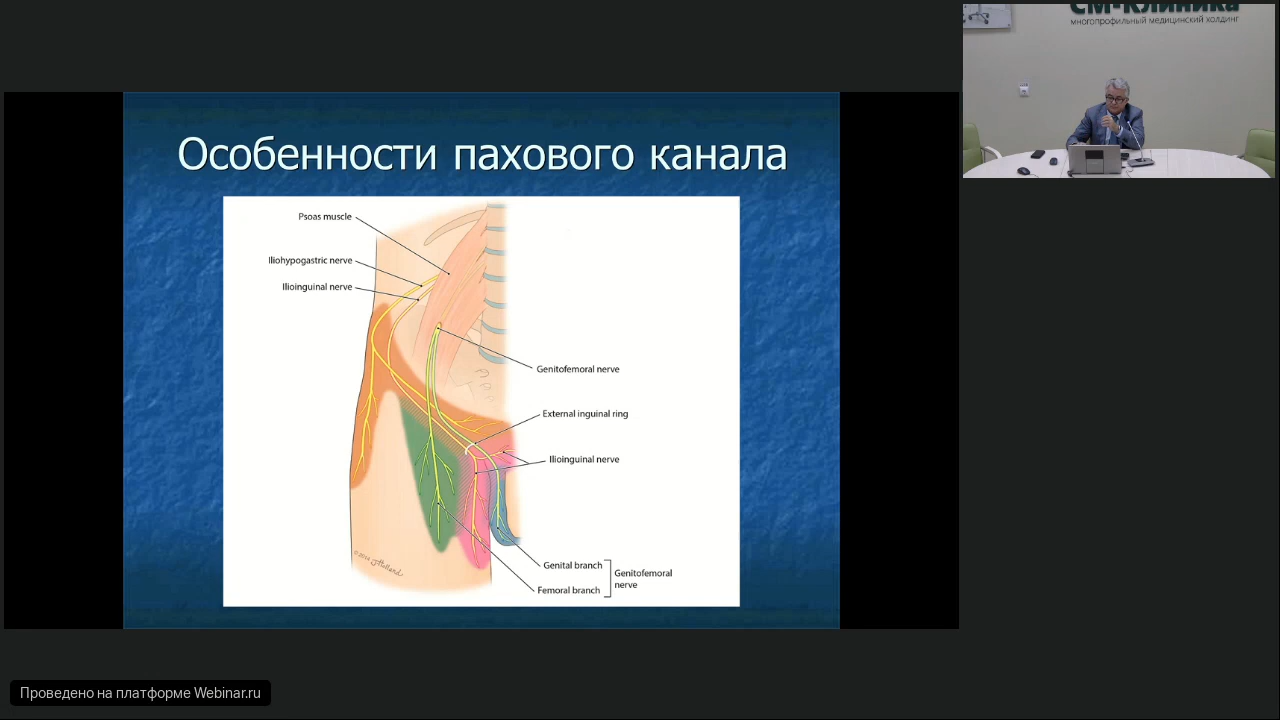 СМ-Клиника
многопрофильный медицинский холдинг
Особенности пахового канала
Psoas muscle
Iliohypogastric nerve
Ilioinguinal nerve
Genitofemoral nerve
External inguinal ring
Ilioinguinal nerve
Genital branch
Femoral branch
Genitofemoral
nerve
Проведено на платформе Webinar.ru